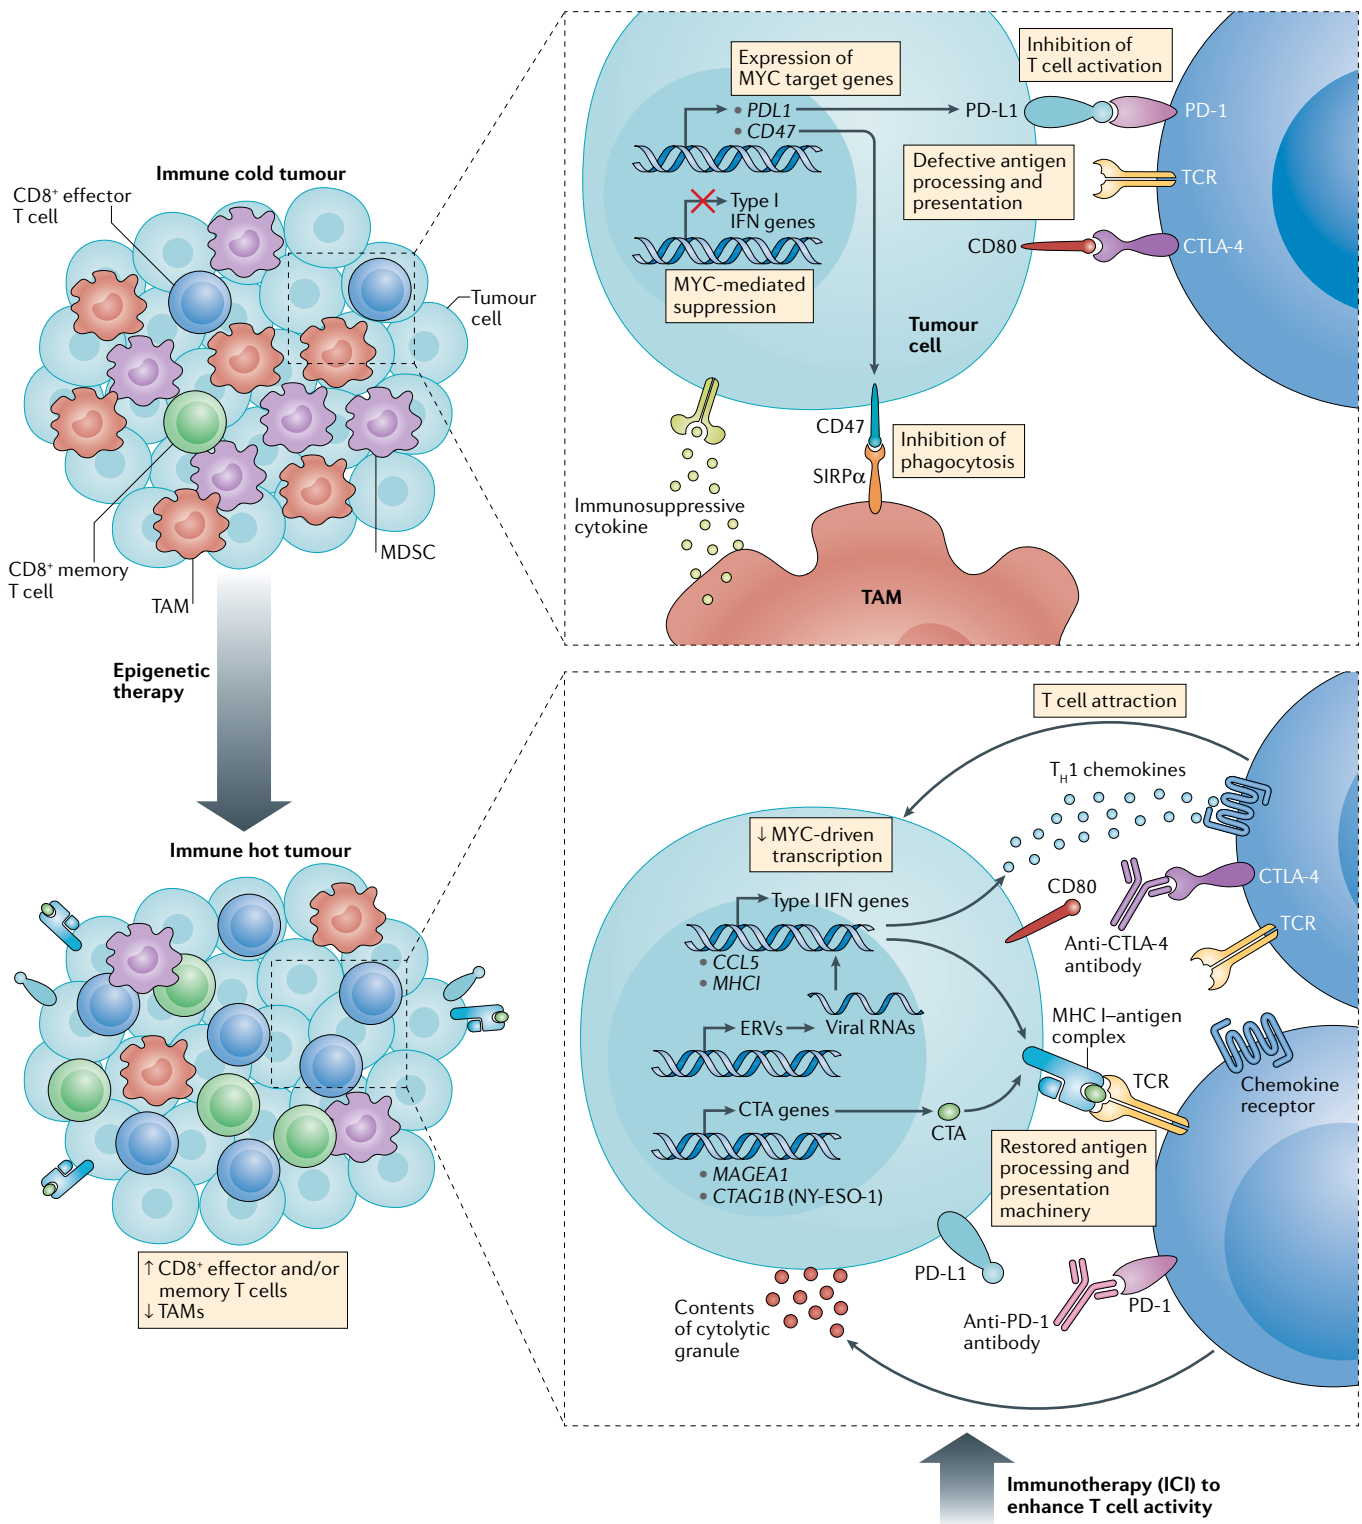 Immune cold tumour
CD8⁺ effector
T cell
Tumour
cell
CD8⁺ memory
T cell
TAM
MDSC
Expression of
MYC target genes
• PDL1
• CD47
Type I
IFN genes
MYC-mediated
suppression
Inhibition of
T cell activation
PD-L1
PD-1
Defective antigen
processing and
presentation
TCR
CD80
CTLA-4
Tumour
cell
CD47
SIRPα
Inhibition of
phagocytosis
Immunosuppressive
cytokine
TAM
Epigenetic
therapy
Immune hot tumour
↑ CD8⁺ effector and/or
memory T cells
↓ TAMs
T cell attraction
T_H1 chemokines
↓ MYC-driven
transcription
Type I IFN genes
• CCL5
• MHCI
ERVs
Viral RNAs
CTA genes
CTA
• MAGEA1
• CTAG1B (NY-ESO-1)
CD80
CTLA-4
Anti-CTLA-4
antibody
TCR
MHC I–antigen
complex
TCR
Chemokine
receptor
Restored antigen
processing and
presentation
machinery
PD-L1
PD-1
Anti-PD-1
antibody
Contents
of cytolytic
granule
Immunotherapy (ICI) to
enhance T cell activity